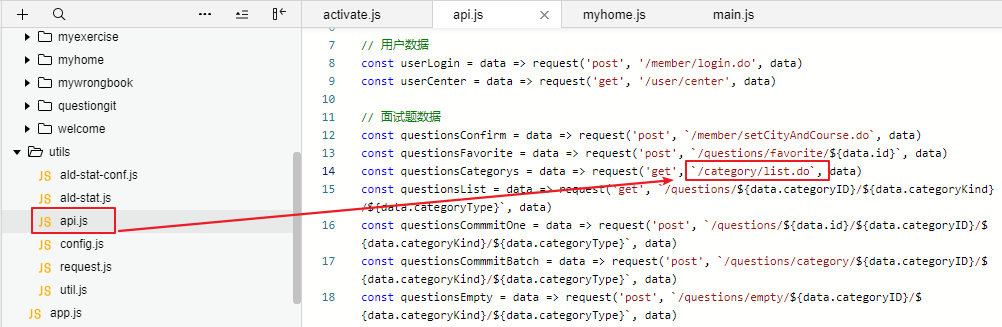 activate.js
api.js
myhome.js
main.js
myexercise
myhome
mywrongbook
questiongit
welcome
utils
JS ald-stat-conf.js
JS ald-stat.js
JS api.js
JS config.js
JS request.js
JS util.js
JS app.js
7 // 用户数据
8 const userLogin = data => request('post', '/member/login.do', data)
9 const userCenter = data => request('get', '/user/center', data)
10
11 // 面试题数据
12 const questionsConfirm = data => request('post', `/member/setCityAndCourse.do`, data)
13 const questionsFavorite = data => request('post', `/questions/favorite/${data.id}`, data)
14 const questionsCategorys = data => request('get', `/category/list.do`, data)
15 const questionsList = data => request('get', `/questions/${data.categoryID}/${data.categoryKind}
/${data.categoryType}`, data)
16 const questionsCommmitOne = data => request('post', `/questions/${data.id}/${data.categoryID}/$
{data.categoryKind}/${data.categoryType}`, data)
17 const questionsCommmitBatch = data => request('post', `/questions/category/${data.categoryID}/$
{data.categoryKind}/${data.categoryType}`, data)
18 const questionsEmpty = data => request('post', `/questions/empty/${data.categoryID}/$
{data.categoryKind}/${data.categoryType}`, data)